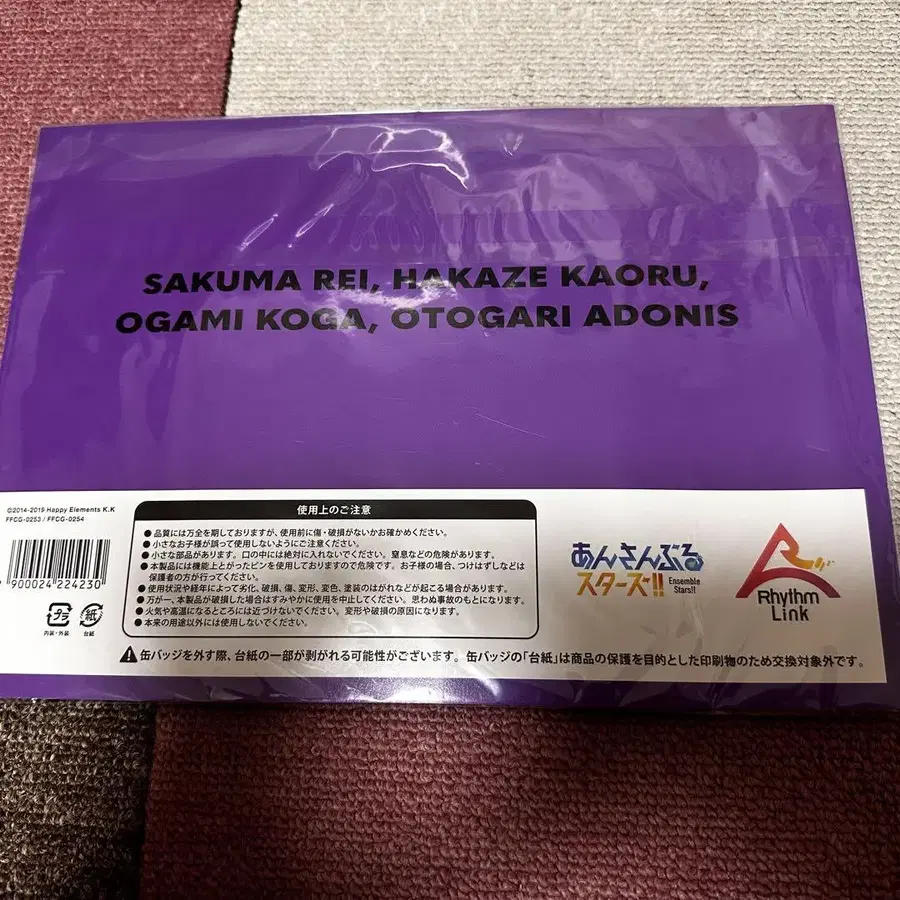 SAKUMA REI, HAKAZE KAORU,
OGAMI KOGA, OTOGARI ADONIS
©2014-2019 Happy Elements K.K
FFCG-0253 / FFCG-0254
900024 224230
プラ
紙
内装・外装
台紙
使用上のご注意
●品質には万全を期しておりますが、使用前に傷・破損がないかお確かめください。
●小さなお子様が誤って使用しないようにご注意ください。
●小さな部品があります。口の中には絶対に入れないでください。窒息などの危険があります。
●本製品には機能上とがったピンを使用しておりますので危険です。お子様の場合、つけはずしなどは
保護者の方が行ってください。
●使用状況や経年によって劣化、破損、傷、変形、変色、塗装のはがれなどが起こる場合があります。
●万が一、本製品が破損した場合はすみやかに使用を中止してください。思わぬ事故のもとになります。
●火気や高温になるところには近づけないでください。変形や破損の原因になります。
●本来の用途以外には使用しないでください。
あんさんぶる
スターズ!!
Ensemble
Stars!!
Rhythm
Link
缶バッジを外す際、台紙の一部が剥がれる可能性がございます。缶バッジの「台紙」は商品の保護を目的とした印刷物のため交換対象外です。